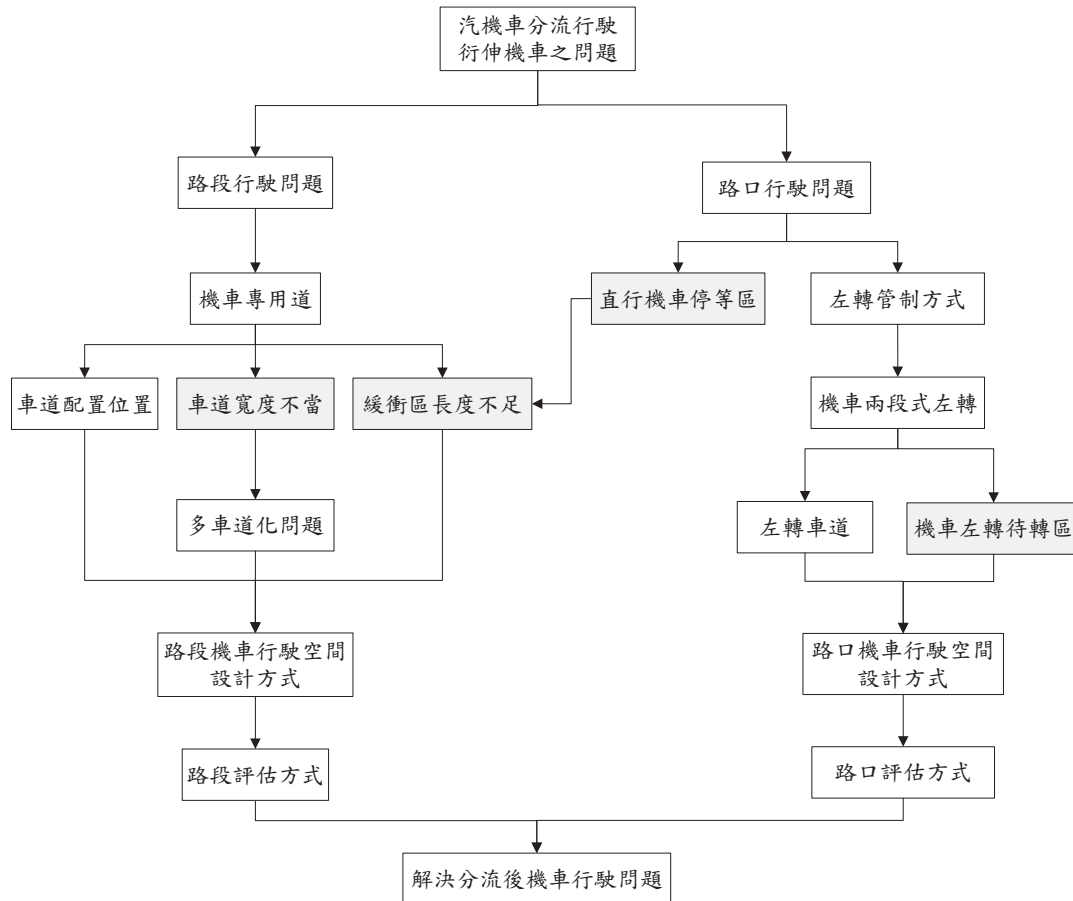 汽機車分流行駛
衍伸機車之問題
路段行駛問題
路口行駛問題
機車專用道
直行機車停等區
左轉管制方式
車道配置位置
車道寬度不當
緩衝區長度不足
機車兩段式左轉
多車道化問題
左轉車道
機車左轉待轉區
路段機車行駛空間
設計方式
路口機車行駛空間
設計方式
路段評估方式
路口評估方式
解決分流後機車行駛問題